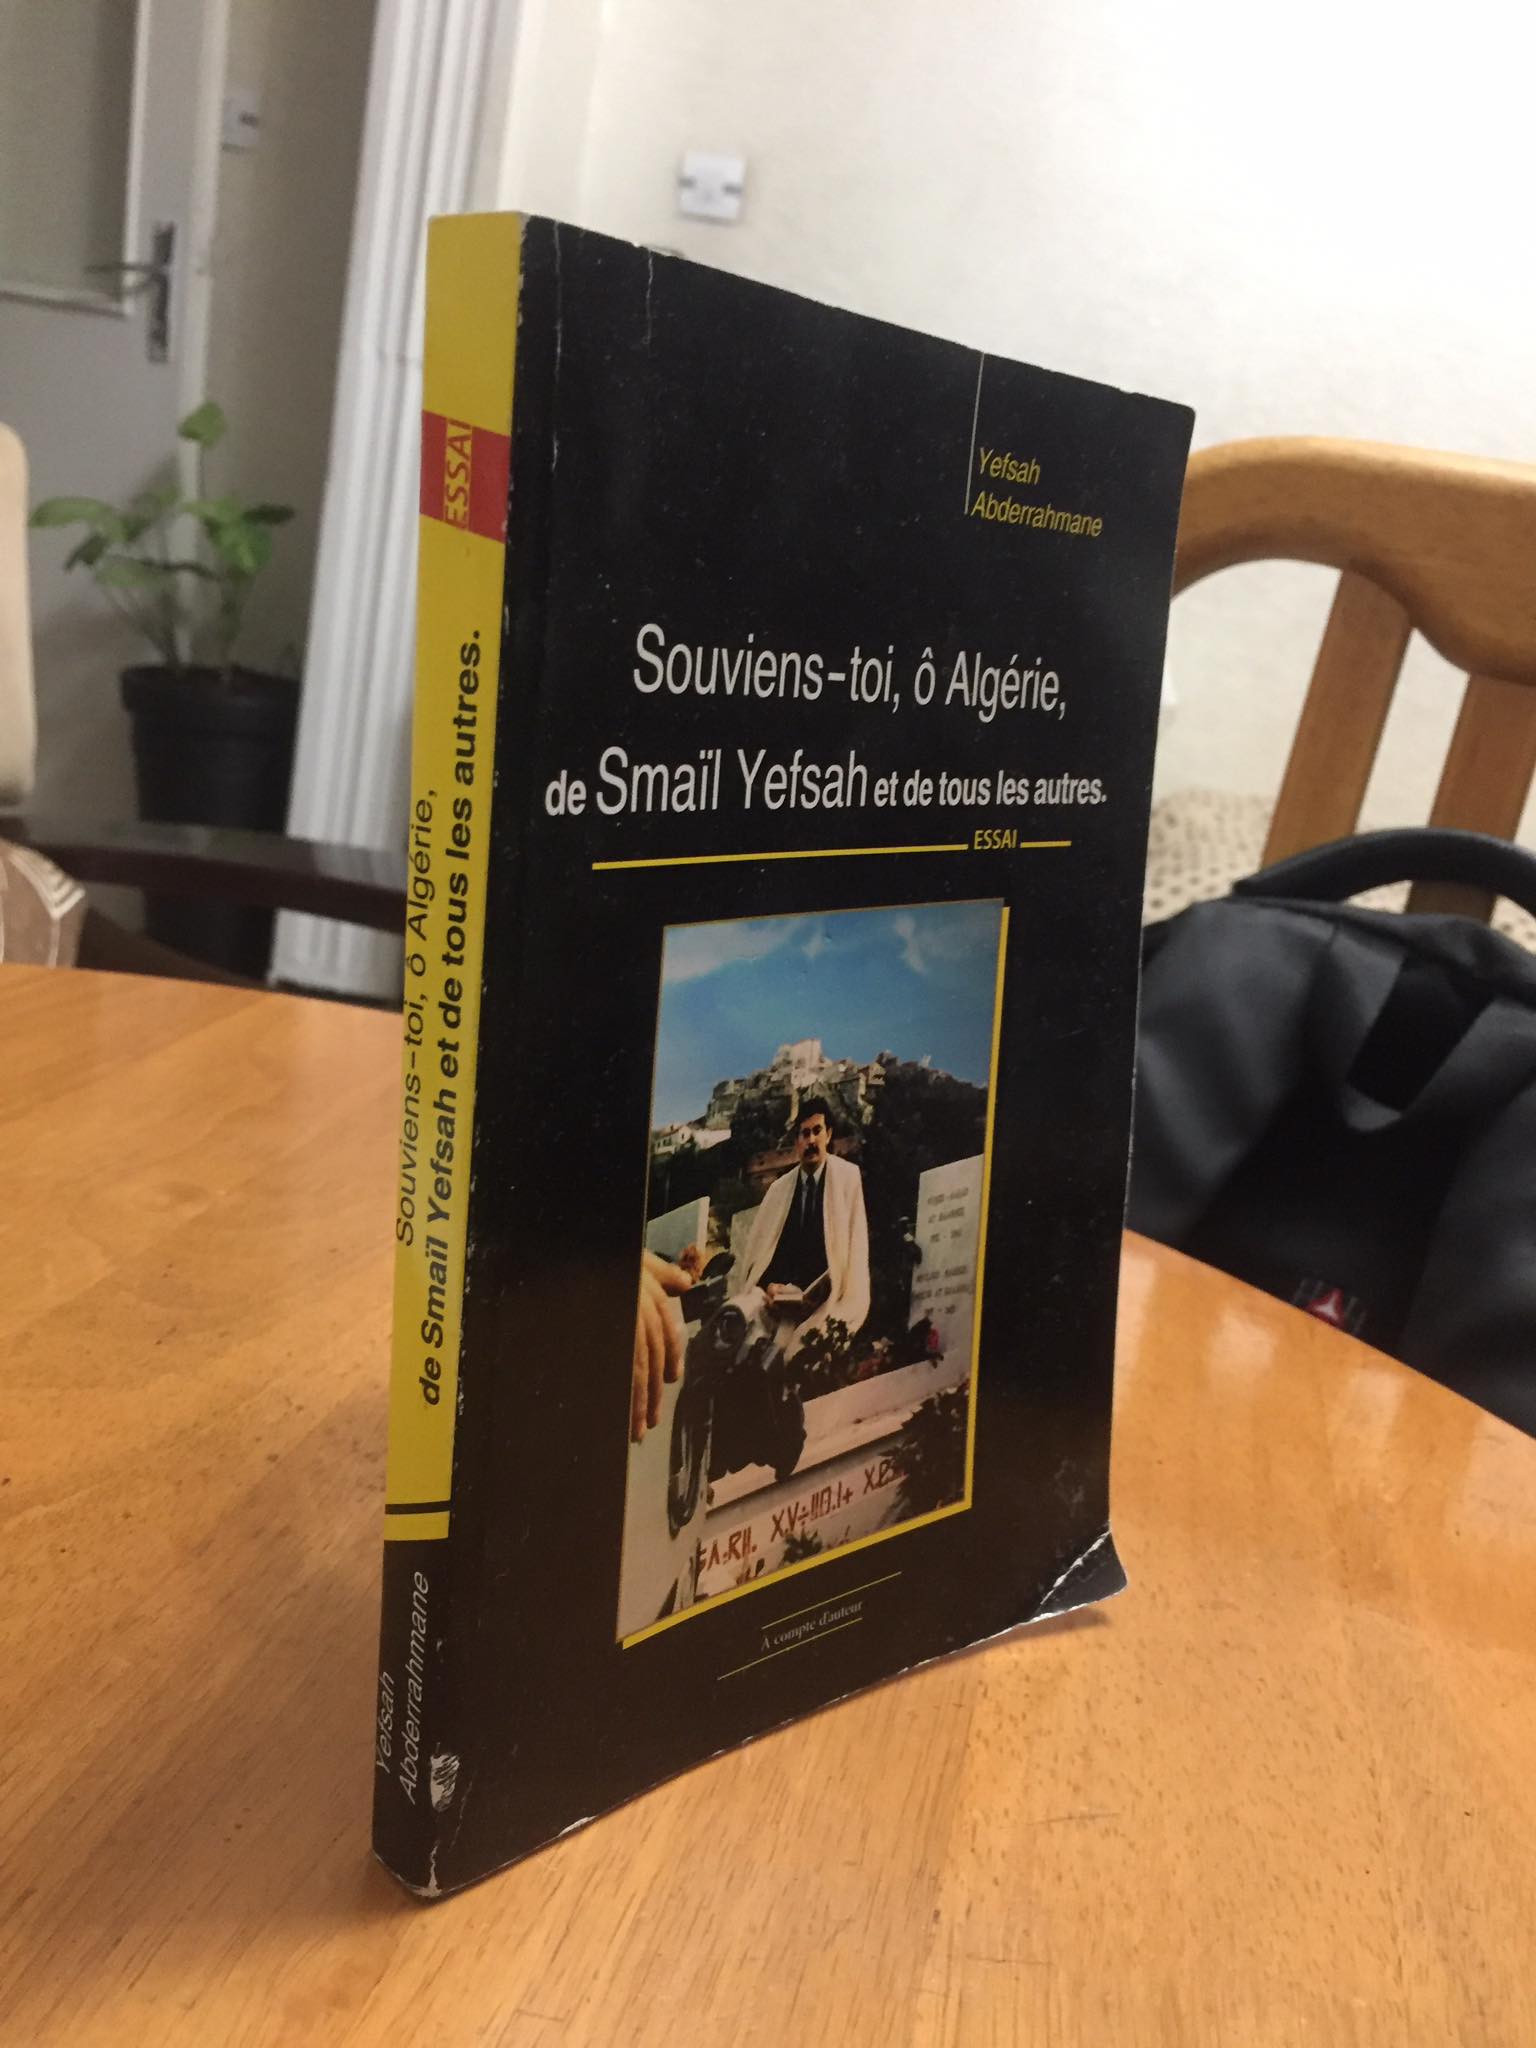 Yefsah
Abderrahmane
Souviens-toi, ô Algérie,
de Smaïl Yefsah et de tous les autres.
ESSAI
À compte d'auteur
ESSAI
Souviens-toi, ô Algérie,
de Smaïl Yefsah et de tous les autres.
Yefsah
Abderrahmane